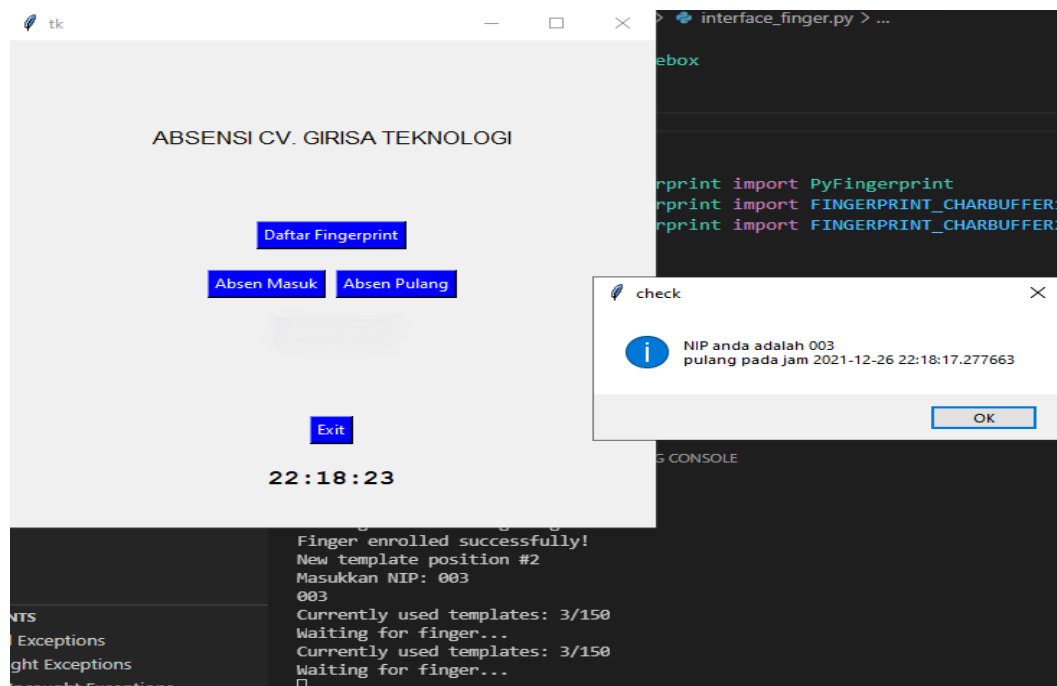 tk
ABSENSI CV. GIRISA TEKNOLOGI
Daftar Fingerprint
Absen Masuk Absen Pulang
Exit
22:18:23
> interface_finger.py > ...
ebox
rprint import PyFingerprint
rprint import FINGERPRINT_CHARBUFFER
rprint import FINGERPRINT_CHARBUFFER
check
NIP anda adalah 003
pulang pada jam 2021-12-26 22:18:17.277663
OK
G CONSOLE
Finger enrolled successfully!
New template position #2
Masukkan NIP: 003
003
Currently used templates: 3/150
Waiting for finger...
Currently used templates: 3/150
Waiting for finger...
NTS
Exceptions
ght Exceptions